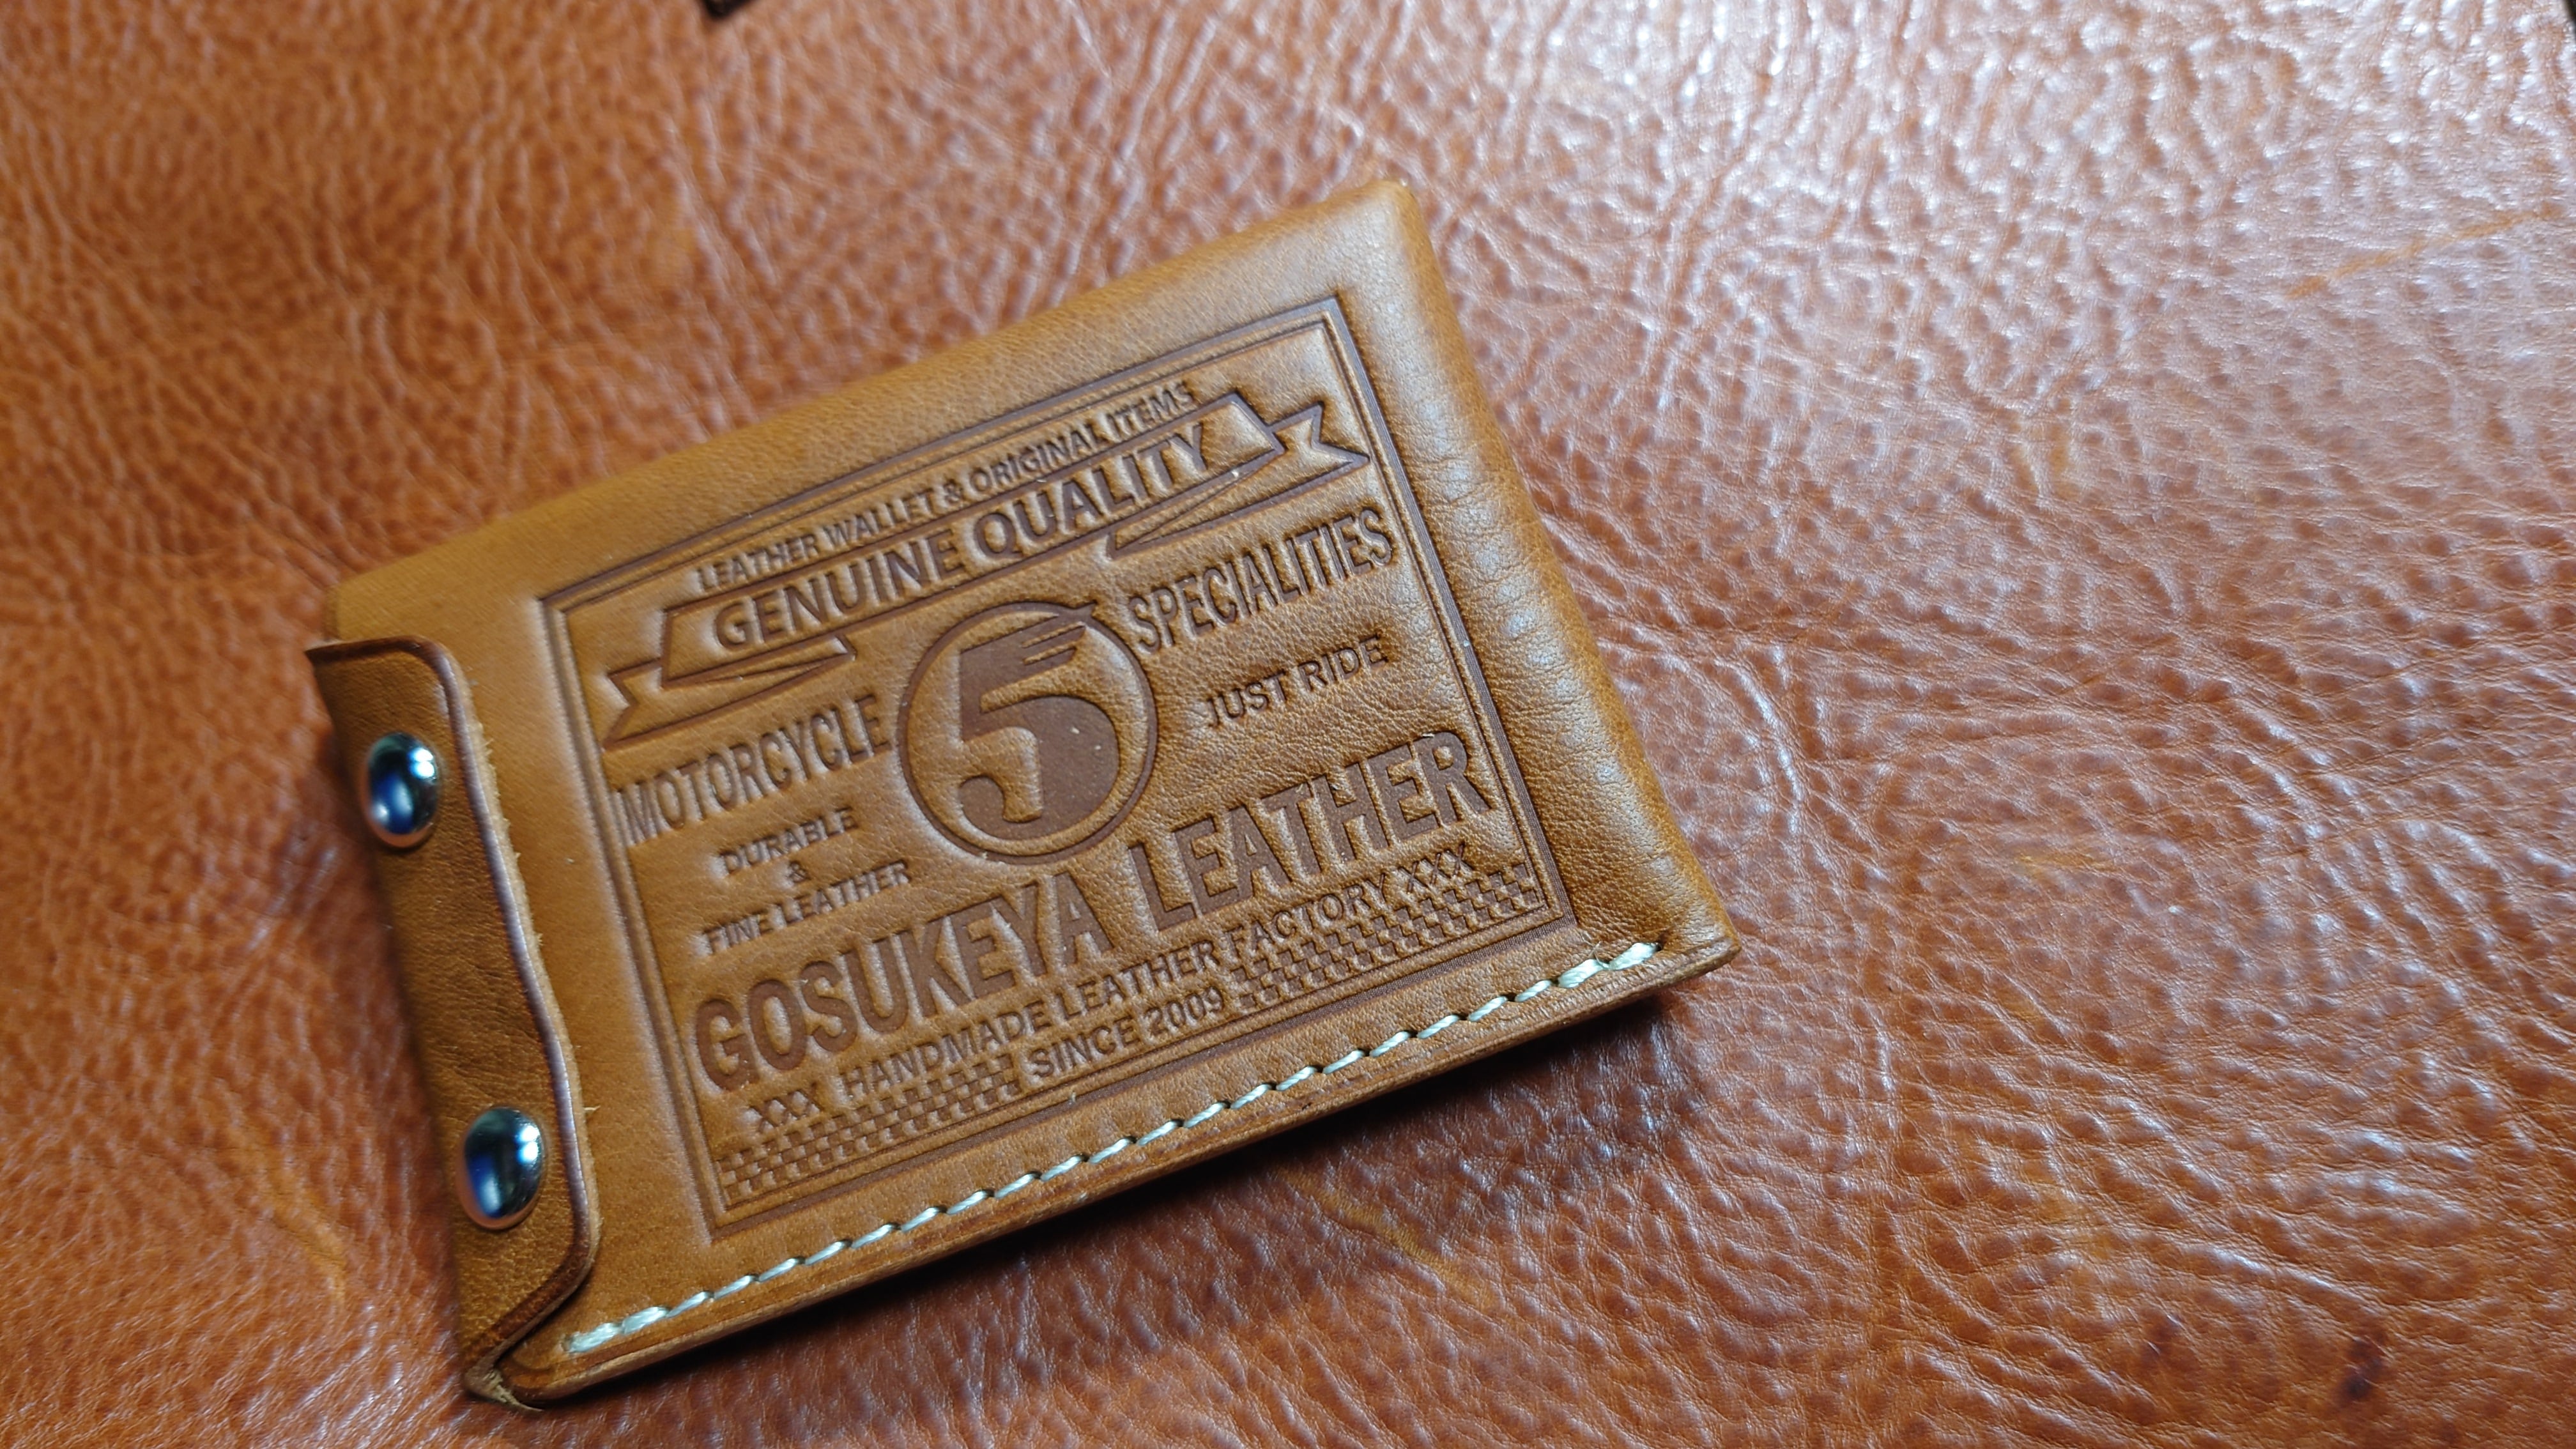 LEATHER WALLET & ORIGINAL ITEMS
GENUINE QUALITY
MOTORCYCLE 5 SPECIALITIES
DURABLE
&
FINE LEATHER
JUST RIDE
GOSUKEYA LEATHER
XXX HANDMADE LEATHER FACTORY XXX
SINCE 2009